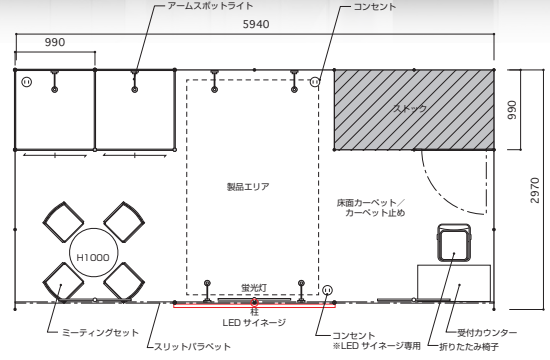 アームスポットライト
コンセント
5940
990
ストック
990
2970
製品エリア
床面カーペット／
カーペット止め
H1000
蛍光灯
柱
LED サイネージ
ミーティングセット
スリットパラペット
コンセント
※LED サイネージ専用
受付カウンター
折りたたみ椅子